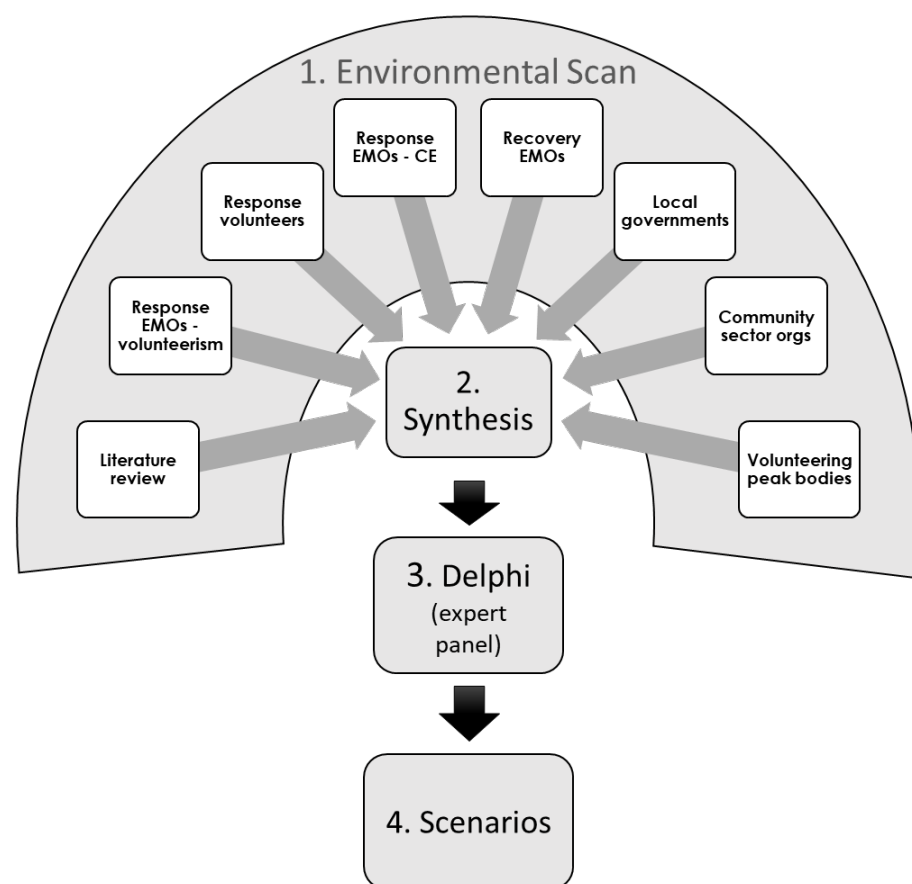 1. Environmental Scan
Response
EMOs - CE
Recovery
EMOs
Response
volunteers
Local
governments
Response
EMOs -
volunteerism
Community
sector orgs
Literature
review
Volunteering
peak bodies
2.
Synthesis
3. Delphi
(expert
panel)
4. Scenarios